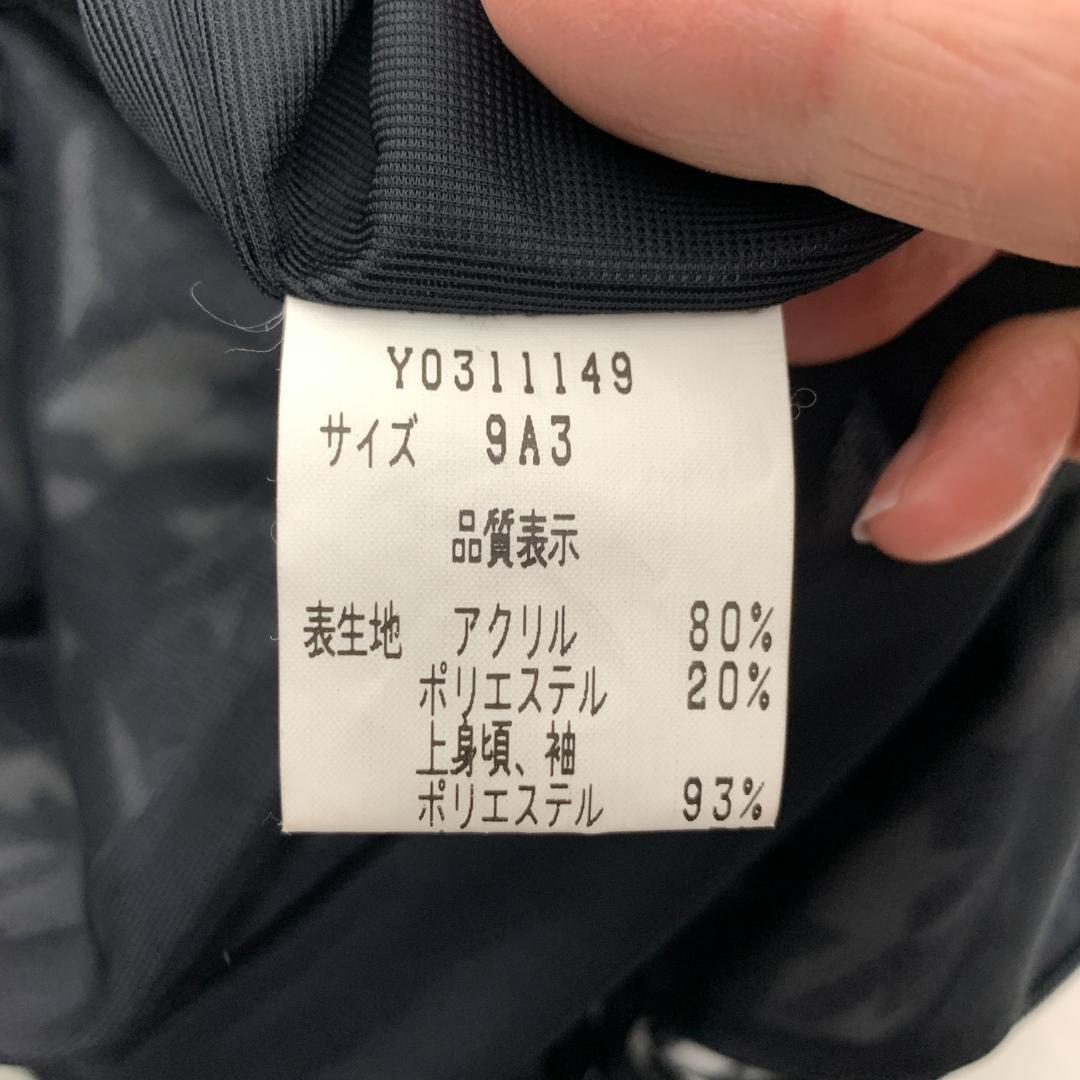 Y0311149
サイズ 9A3
品質表示
表生地 アクリル 80%
ポリエステル 20%
上身頃、袖
ポリエステル 93%